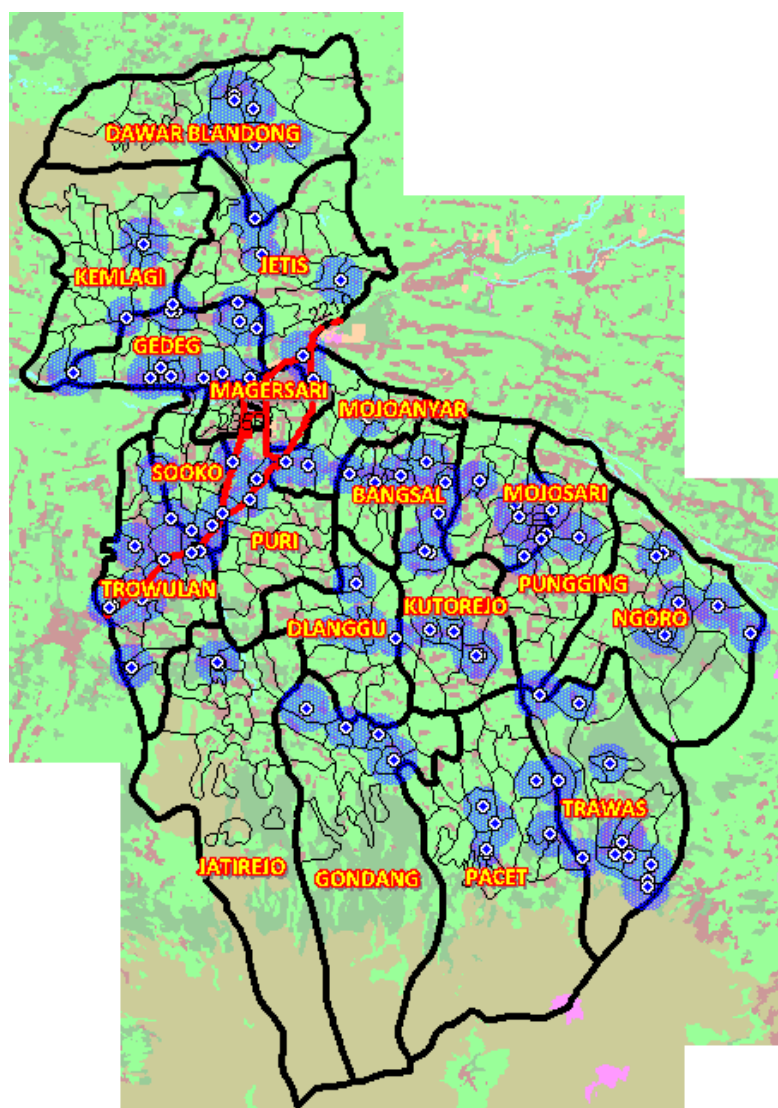 DAWAR BLANDONG
JETIS
KEMLAGI
GEDEG
MAGERSARI
MOJOANYAR
SOOKO
BANGSAL
MOJOSARI
PURI
TROWULAN
PUNGGING
KUTOREJO
NGORO
DLANGGU
TRAWAS
JATIREJO
GONDANG
PACET